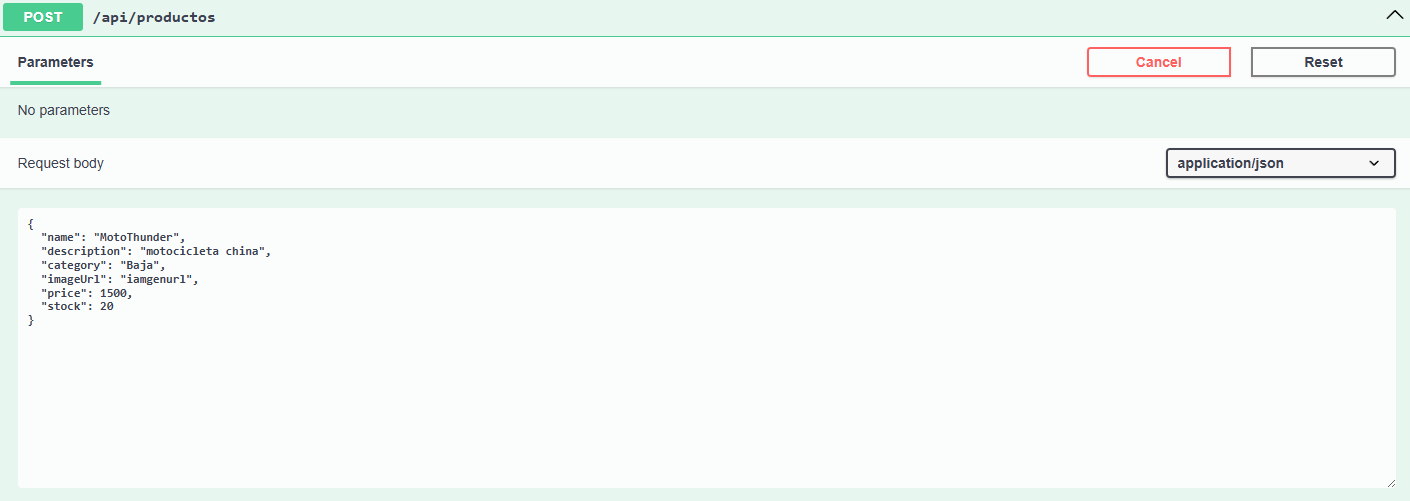 POST /api/productos
Parameters
Cancel
Reset
No parameters
Request body
application/json
{
  "name": "MotoThunder",
  "description": "motocicleta china",
  "category": "Baja",
  "imageUrl": "iamgenurl",
  "price": 1500,
  "stock": 20
}